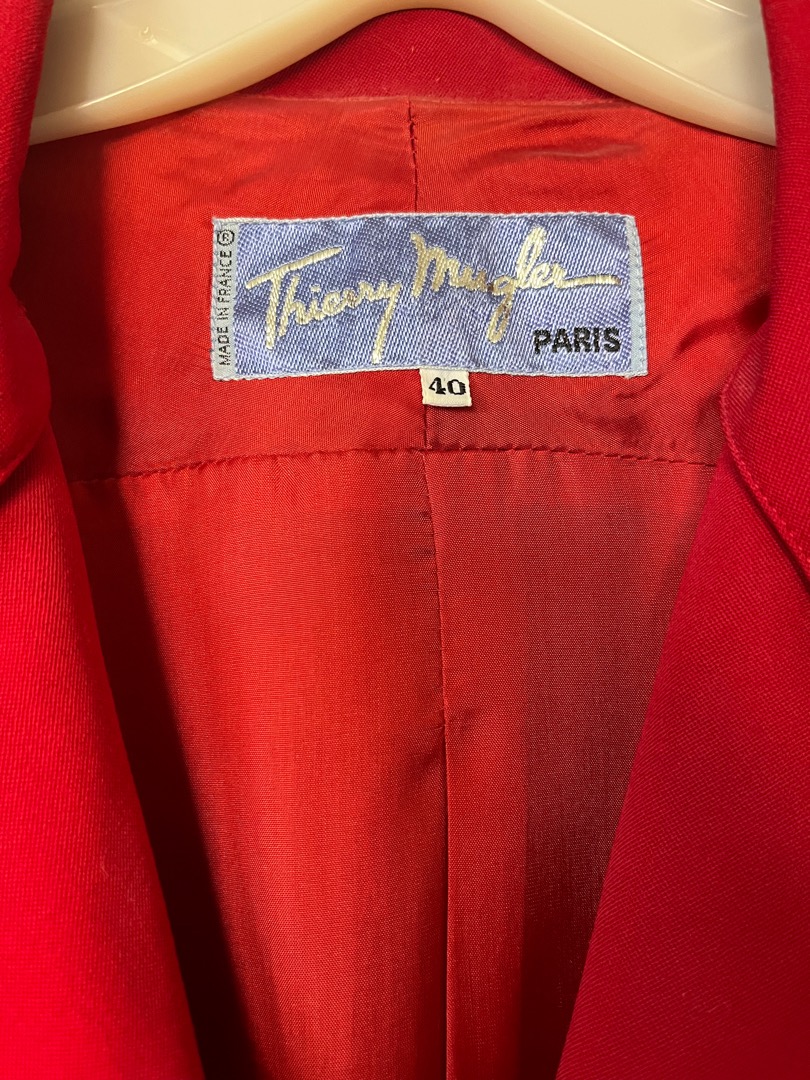 MADE IN FRANCE ®
Thierry Mugler
PARIS
40